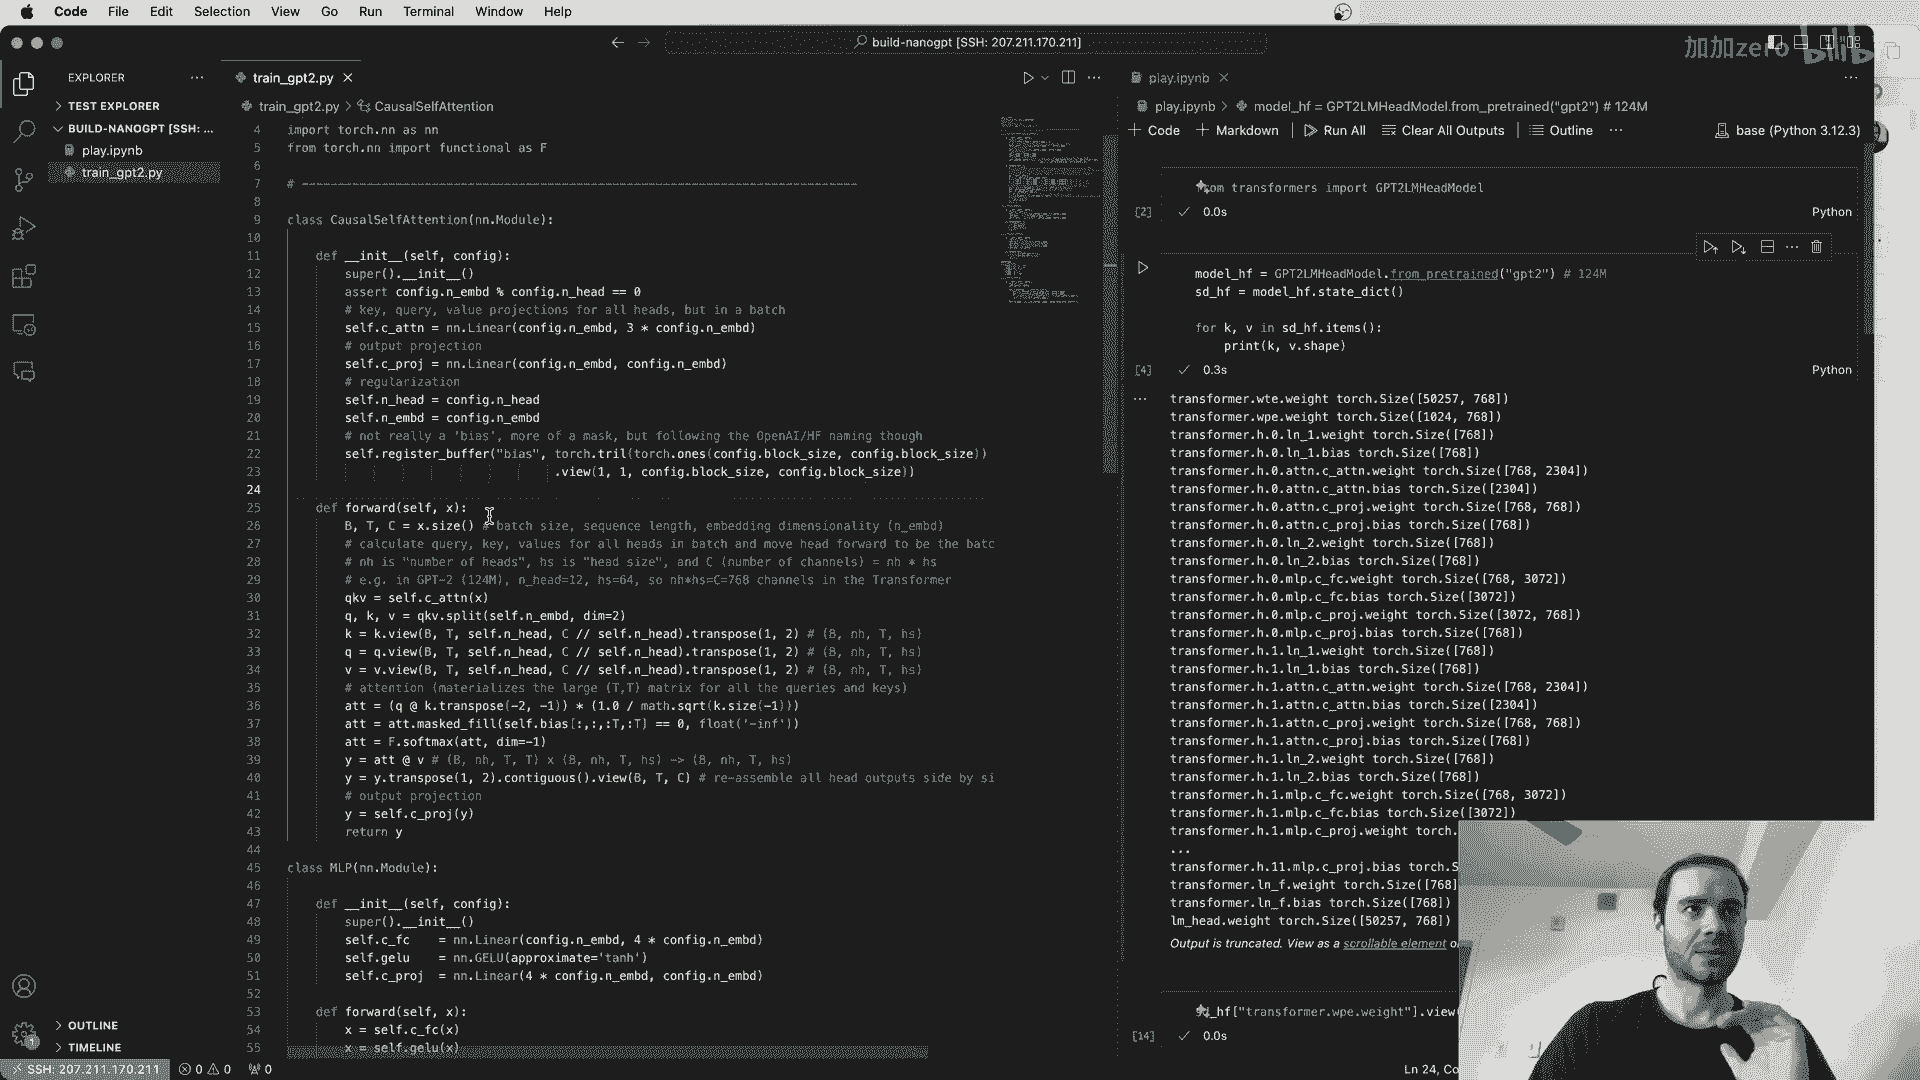 Code File Edit Selection View Go Run Terminal Window Help
build-nanogpt [SSH: 207.211.170.211]
加加zero bilib
EXPLORER
TEST EXPLORER
BUILD-NANOGPT [SSH: ...
play.ipynb
train_gpt2.py
OUTLINE
TIMELINE
train_gpt2.py
train_gpt2.py > CausalSelfAttention
4 import torch.nn as nn
5 from torch.nn import functional as F
6
7 # -----------------------------------------------------------------------------
8
9 class CausalSelfAttention(nn.Module):
10
11 def __init__(self, config):
12 super().__init__()
13 assert config.n_embd % config.n_head == 0
14 # key, query, value projections for all heads, but in a batch
15 self.c_attn = nn.Linear(config.n_embd, 3 * config.n_embd)
16 # output projection
17 self.c_proj = nn.Linear(config.n_embd, config.n_embd)
18 # regularization
19 self.n_head = config.n_head
20 self.n_embd = config.n_embd
21 # not really a 'bias', more of a mask, but following the OpenAI/HF naming though
22 self.register_buffer("bias", torch.tril(torch.ones(config.block_size, config.block_size))
23 .view(1, 1, config.block_size, config.block_size))
24
25 def forward(self, x):
26 B, T, C = x.size() # batch size, sequence length, embedding dimensionality (n_embd)
27 # calculate query, key, values for all heads in batch and move head forward to be the batc
28 # nh is "number of heads", hs is "head size", and C (number of channels) = nh * hs
29 # e.g. in GPT-2 (124M), n_head=12, hs=64, so nh*hs=C=768 channels in the Transformer
30 qkv = self.c_attn(x)
31 q, k, v = qkv.split(self.n_embd, dim=2)
32 k = k.view(B, T, self.n_head, C // self.n_head).transpose(1, 2) # (B, nh, T, hs)
33 q = q.view(B, T, self.n_head, C // self.n_head).transpose(1, 2) # (B, nh, T, hs)
34 v = v.view(B, T, self.n_head, C // self.n_head).transpose(1, 2) # (B, nh, T, hs)
35 # attention (materializes the large (T,T) matrix for all the queries and keys)
36 att = (q @ k.transpose(-2, -1)) * (1.0 / math.sqrt(k.size(-1)))
37 att = att.masked_fill(self.bias[:,:,:T,:T] == 0, float('-inf'))
38 att = F.softmax(att, dim=-1)
39 y = att @ v # (B, nh, T, T) x (B, nh, T, hs) -> (B, nh, T, hs)
40 y = y.transpose(1, 2).contiguous().view(B, T, C) # re-assemble all head outputs side by si
41 # output projection
42 y = self.c_proj(y)
43 return y
44
45 class MLP(nn.Module):
46
47 def __init__(self, config):
48 super().__init__()
49 self.c_fc = nn.Linear(config.n_embd, 4 * config.n_embd)
50 self.gelu = nn.GELU(approximate='tanh')
51 self.c_proj = nn.Linear(4 * config.n_embd, config.n_embd)
52
53 def forward(self, x):
54 x = self.c_fc(x)
55 x = self.gelu(x)
play.ipynb
play.ipynb > model_hf = GPT2LMHeadModel.from_pretrained("gpt2") # 124M
Code Markdown Run All Clear All Outputs Outline ... base (Python 3.12.3)
from transformers import GPT2LMHeadModel
[2] 0.0s Python
model_hf = GPT2LMHeadModel.from_pretrained("gpt2") # 124M
sd_hf = model_hf.state_dict()
for k, v in sd_hf.items():
print(k, v.shape)
[4] 0.3s Python
transformer.wte.weight torch.Size([50257, 768])
transformer.wpe.weight torch.Size([1024, 768])
transformer.h.0.ln_1.weight torch.Size([768])
transformer.h.0.ln_1.bias torch.Size([768])
transformer.h.0.attn.c_attn.weight torch.Size([768, 2304])
transformer.h.0.attn.c_attn.bias torch.Size([2304])
transformer.h.0.attn.c_proj.weight torch.Size([768, 768])
transformer.h.0.attn.c_proj.bias torch.Size([768])
transformer.h.0.ln_2.weight torch.Size([768])
transformer.h.0.ln_2.bias torch.Size([768])
transformer.h.0.mlp.c_fc.weight torch.Size([768, 3072])
transformer.h.0.mlp.c_fc.bias torch.Size([3072])
transformer.h.0.mlp.c_proj.weight torch.Size([3072, 768])
transformer.h.0.mlp.c_proj.bias torch.Size([768])
transformer.h.1.ln_1.weight torch.Size([768])
transformer.h.1.ln_1.bias torch.Size([768])
transformer.h.1.attn.c_attn.weight torch.Size([768, 2304])
transformer.h.1.attn.c_attn.bias torch.Size([2304])
transformer.h.1.attn.c_proj.weight torch.Size([768, 768])
transformer.h.1.attn.c_proj.bias torch.Size([768])
transformer.h.1.ln_2.weight torch.Size([768])
transformer.h.1.ln_2.bias torch.Size([768])
transformer.h.1.mlp.c_fc.weight torch.Size([768, 3072])
transformer.h.1.mlp.c_fc.bias torch.Size([3072])
transformer.h.1.mlp.c_proj.weight torch.
...
transformer.h.11.mlp.c_proj.bias torch.S
transformer.ln_f.weight torch.Size([768]
transformer.ln_f.bias torch.Size([768])
lm_head.weight torch.Size([50257, 768])
Output is truncated. View as a scrollable element o
sd_hf["transformer.wpe.weight"].view
[14] 0.0s
SSH: 207.211.170.211 0 0 0
Ln 24, Co